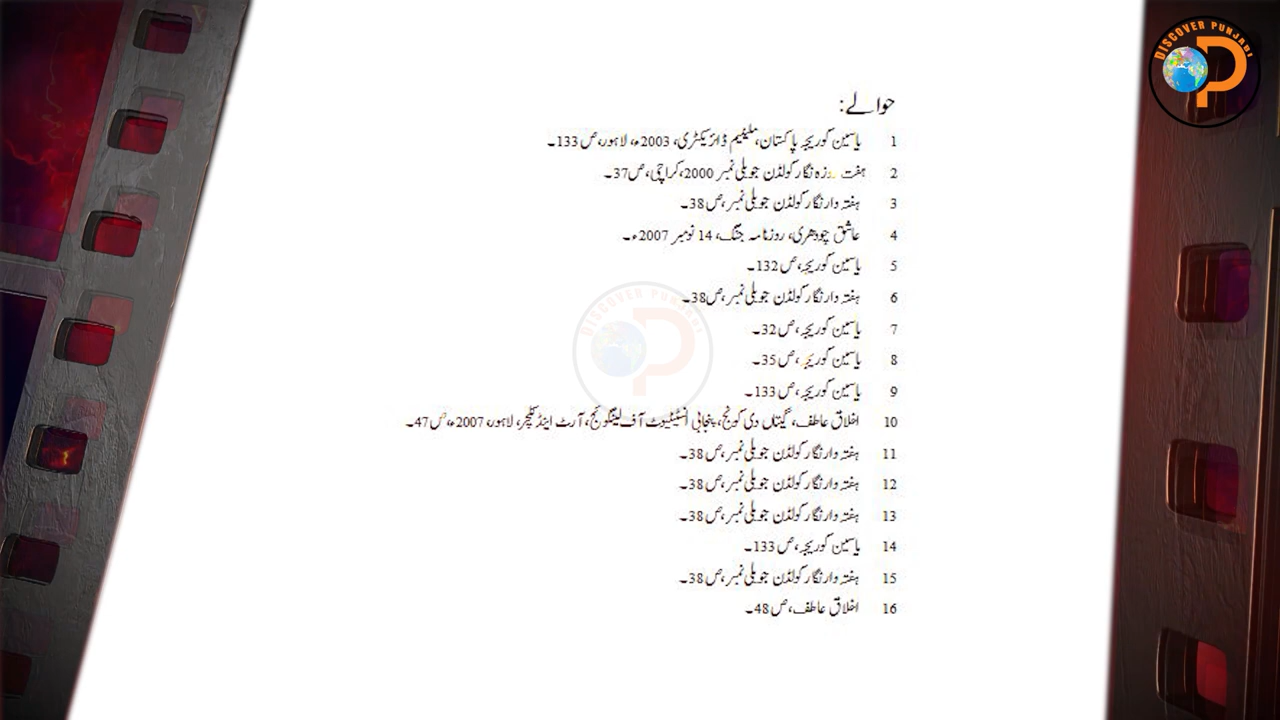 DISCOVER PUNJABI
حوالے:
1 یاسین گوریجہ پاکستان، ملینیم ڈائریکٹری، 2003ء، لاہور، ص 133۔
2 ہفت روزہ نگار گولڈن جوبلی نمبر 2000، کراچی، ص 37۔
3 ہفتہ وار نگار گولڈن جوبلی نمبر، ص 38۔
4 عاشق چودھری، روزنامہ جنگ، 14 نومبر 2007ء۔
5 یاسین گوریجہ، ص 132۔
6 ہفتہ وار نگار گولڈن جوبلی نمبر، ص 38۔
7 یاسین گوریجہ، ص 32۔
8 یاسین گوریجہ، ص 35۔
9 یاسین گوریجہ، ص 133۔
10 اخلاق عاطف، گیتاں دی گونج، پنجابی انسٹیٹیوٹ آف لینگوئج، آرٹ اینڈ کلچر، لاہور، 2007ء، ص 47۔
11 ہفتہ وار نگار گولڈن جوبلی نمبر، ص 38۔
12 ہفتہ وار نگار گولڈن جوبلی نمبر، ص 38۔
13 ہفتہ وار نگار گولڈن جوبلی نمبر، ص 38۔
14 یاسین گوریجہ، ص 133۔
15 ہفتہ وار نگار گولڈن جوبلی نمبر، ص 38۔
16 اخلاق عاطف، ص 48۔
DISCOVER PUNJABI